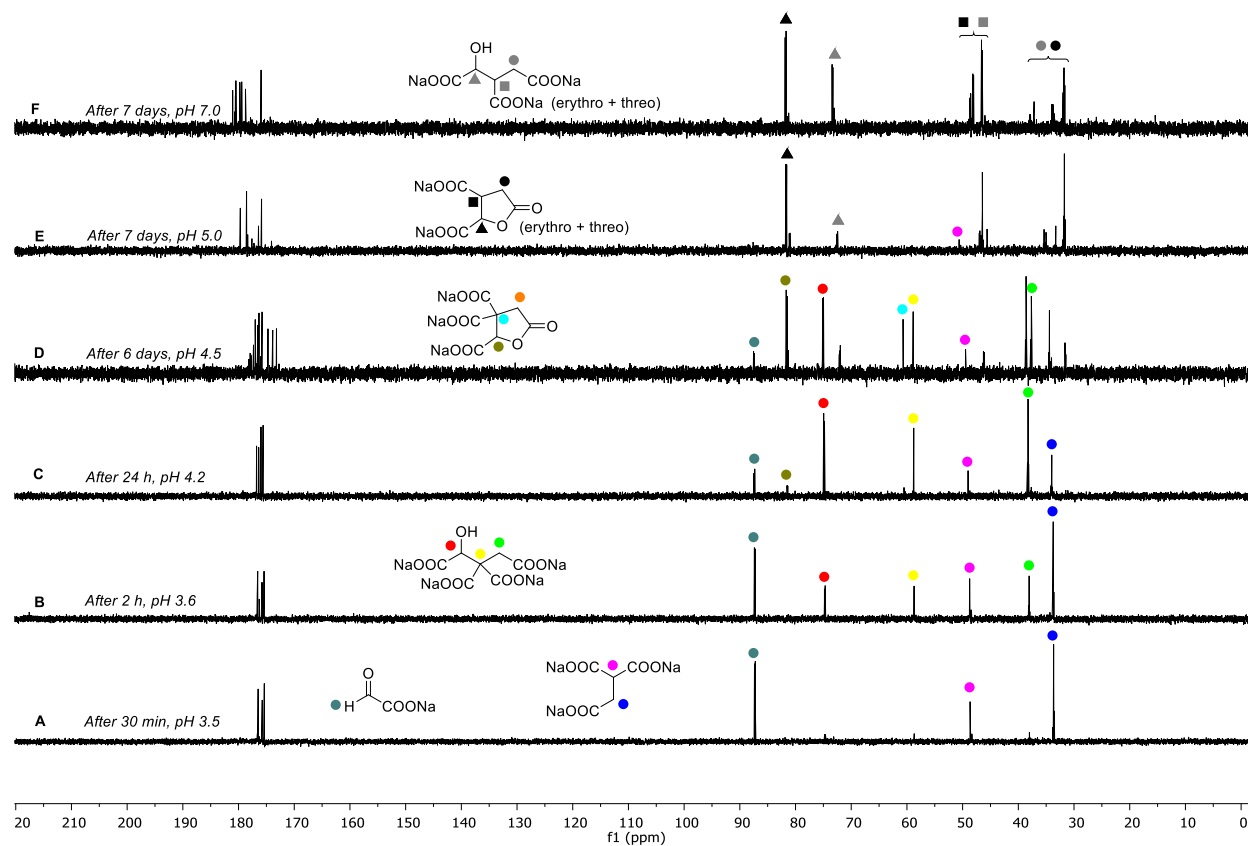 OH
NaOOC COONa
COONa (erythro + threo)
F After 7 days, pH 7.0
NaOOC
O
NaOOC O (erythro + threo)
E After 7 days, pH 5.0
NaOOC
NaOOC O
NaOOC O
D After 6 days, pH 4.5
C After 24 h, pH 4.2
OH
NaOOC COONa
NaOOC COONa
B After 2 h, pH 3.6
O
H COONa
NaOOC COONa
NaOOC
A After 30 min, pH 3.5
20 210 200 190 180 170 160 150 140 130 120 110 100 90 80 70 60 50 40 30 20 10 0
f1 (ppm)